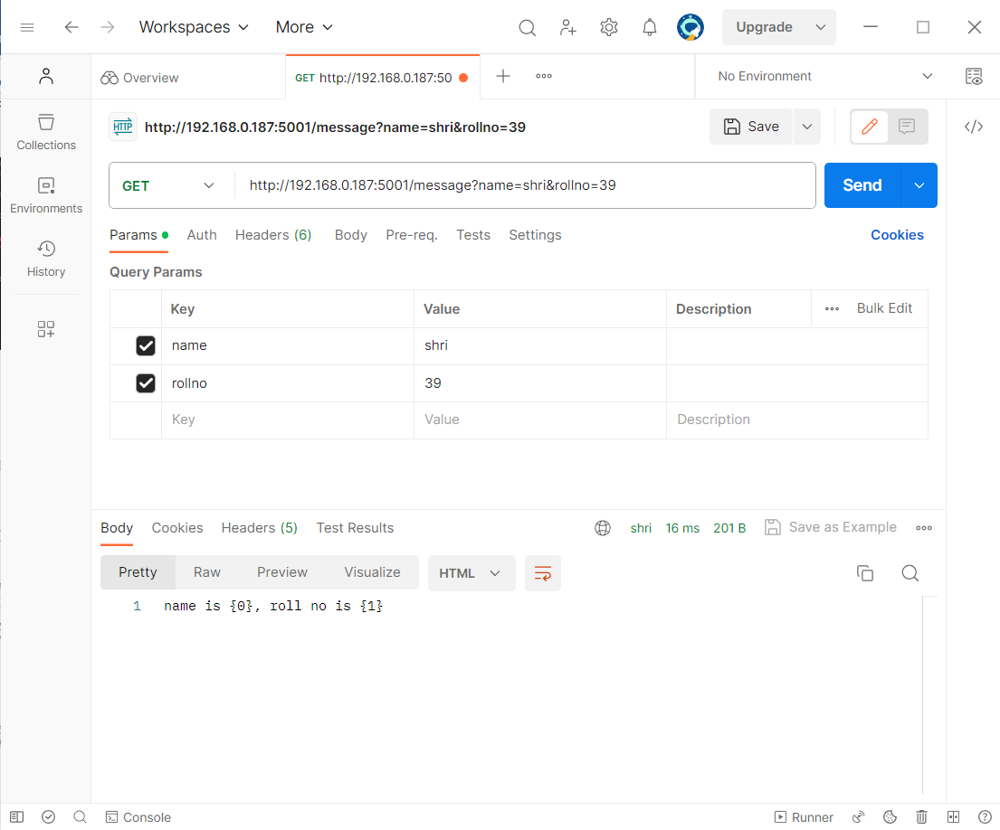 Workspaces More Upgrade
Overview GET http://192.168.0.187:50 No Environment
HTTP http://192.168.0.187:5001/message?name=shri&rollno=39 Save
Collections
GET http://192.168.0.187:5001/message?name=shri&rollno=39 Send
Environments
Params Auth Headers (6) Body Pre-req. Tests Settings Cookies
History
Query Params
Key Value Description Bulk Edit
name shri
rollno 39
Key Value Description
Body Cookies Headers (5) Test Results shri 16 ms 201 B Save as Example
Pretty Raw Preview Visualize HTML
1 name is {0}, roll no is {1}
Console Runner